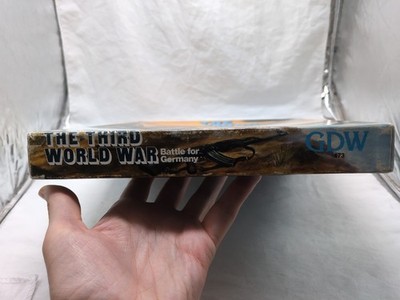 THE THIRD
WORLD WAR
Battle for
Germany
GDW